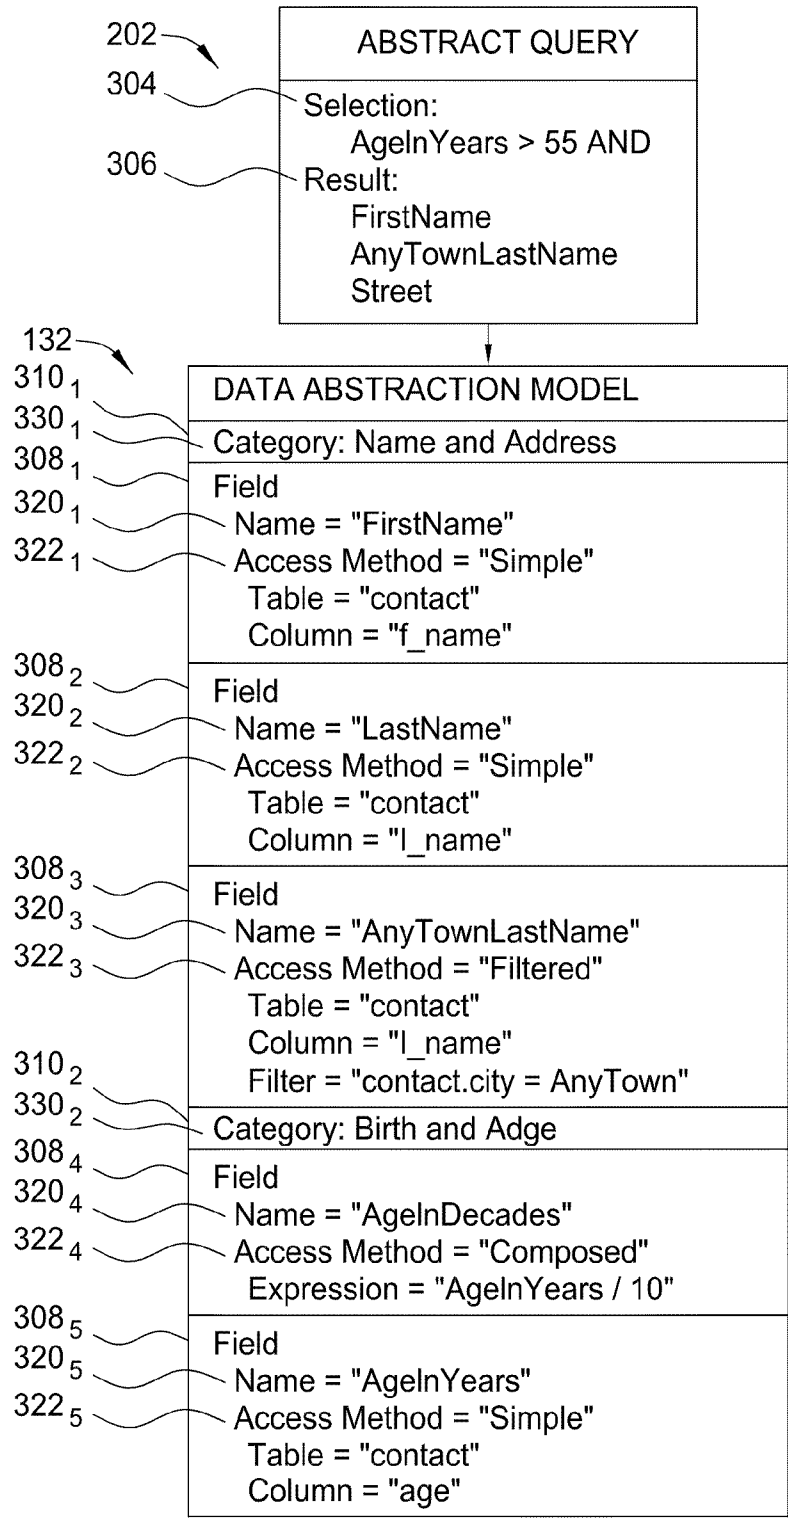 202
ABSTRACT QUERY
304
Selection:
AgeInYears > 55 AND
306
Result:
FirstName
AnyTownLastName
Street
132
DATA ABSTRACTION MODEL
310 1
330 1
Category: Name and Address
308 1
Field
320 1
Name = "FirstName"
322 1
Access Method = "Simple"
Table = "contact"
Column = "f_name"
308 2
Field
320 2
Name = "LastName"
322 2
Access Method = "Simple"
Table = "contact"
Column = "l_name"
308 3
Field
320 3
Name = "AnyTownLastName"
322 3
Access Method = "Filtered"
Table = "contact"
Column = "l_name"
Filter = "contact.city = AnyTown"
310 2
330 2
Category: Birth and Adge
308 4
Field
320 4
Name = "AgeInDecades"
322 4
Access Method = "Composed"
Expression = "AgeInYears / 10"
308 5
Field
320 5
Name = "AgeInYears"
322 5
Access Method = "Simple"
Table = "contact"
Column = "age"